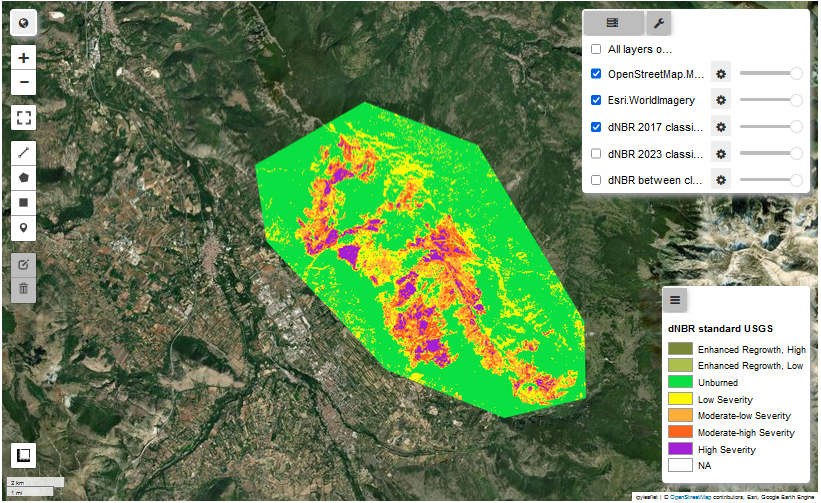 All layers o...
OpenStreetMap.M...
Esri.WorldImagery
dNBR 2017 classi...
dNBR 2023 classi...
dNBR between cl...
+
−
dNBR standard USGS
Enhanced Regrowth, High
Enhanced Regrowth, Low
Unburned
Low Severity
Moderate-low Severity
Moderate-high Severity
High Severity
NA
2 km
1 mi
ipyleaflet | © OpenStreetMap contributors, Esri, Google Earth Engine